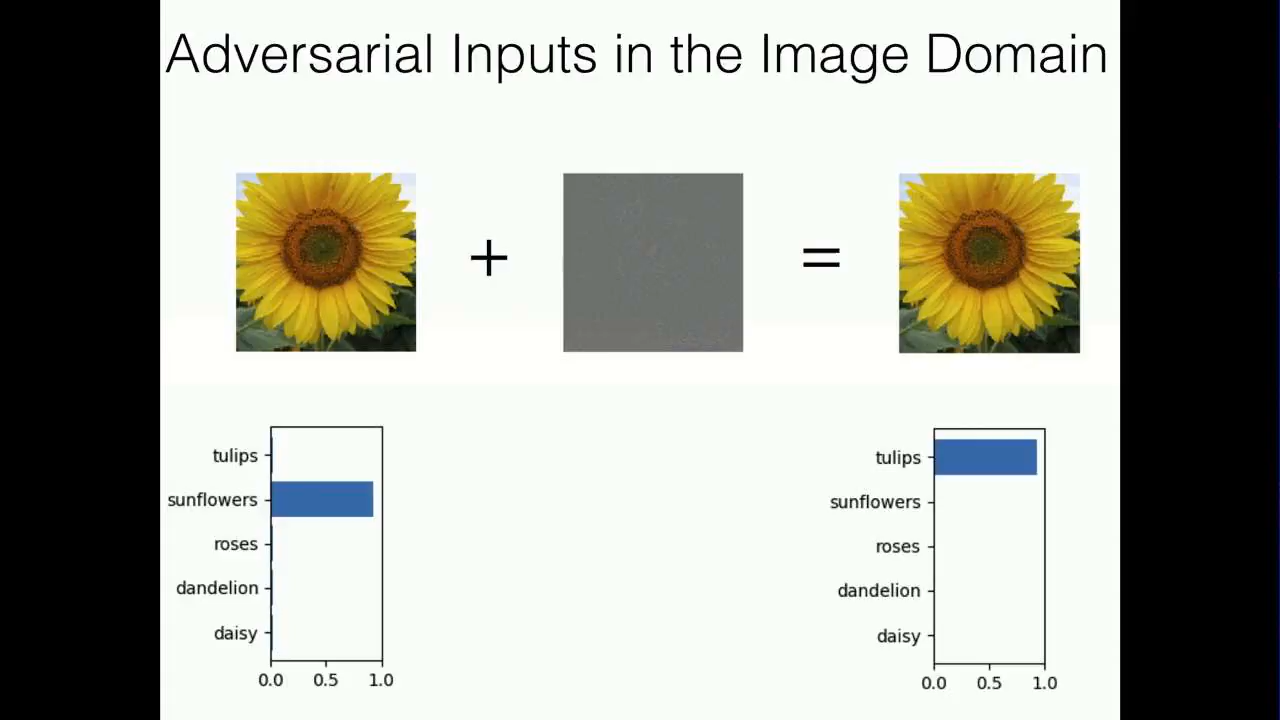 Adversarial Inputs in the Image Domain
+ =
tulips
sunflowers
roses
dandelion
daisy
0.0 0.5 1.0
tulips
sunflowers
roses
dandelion
daisy
0.0 0.5 1.0